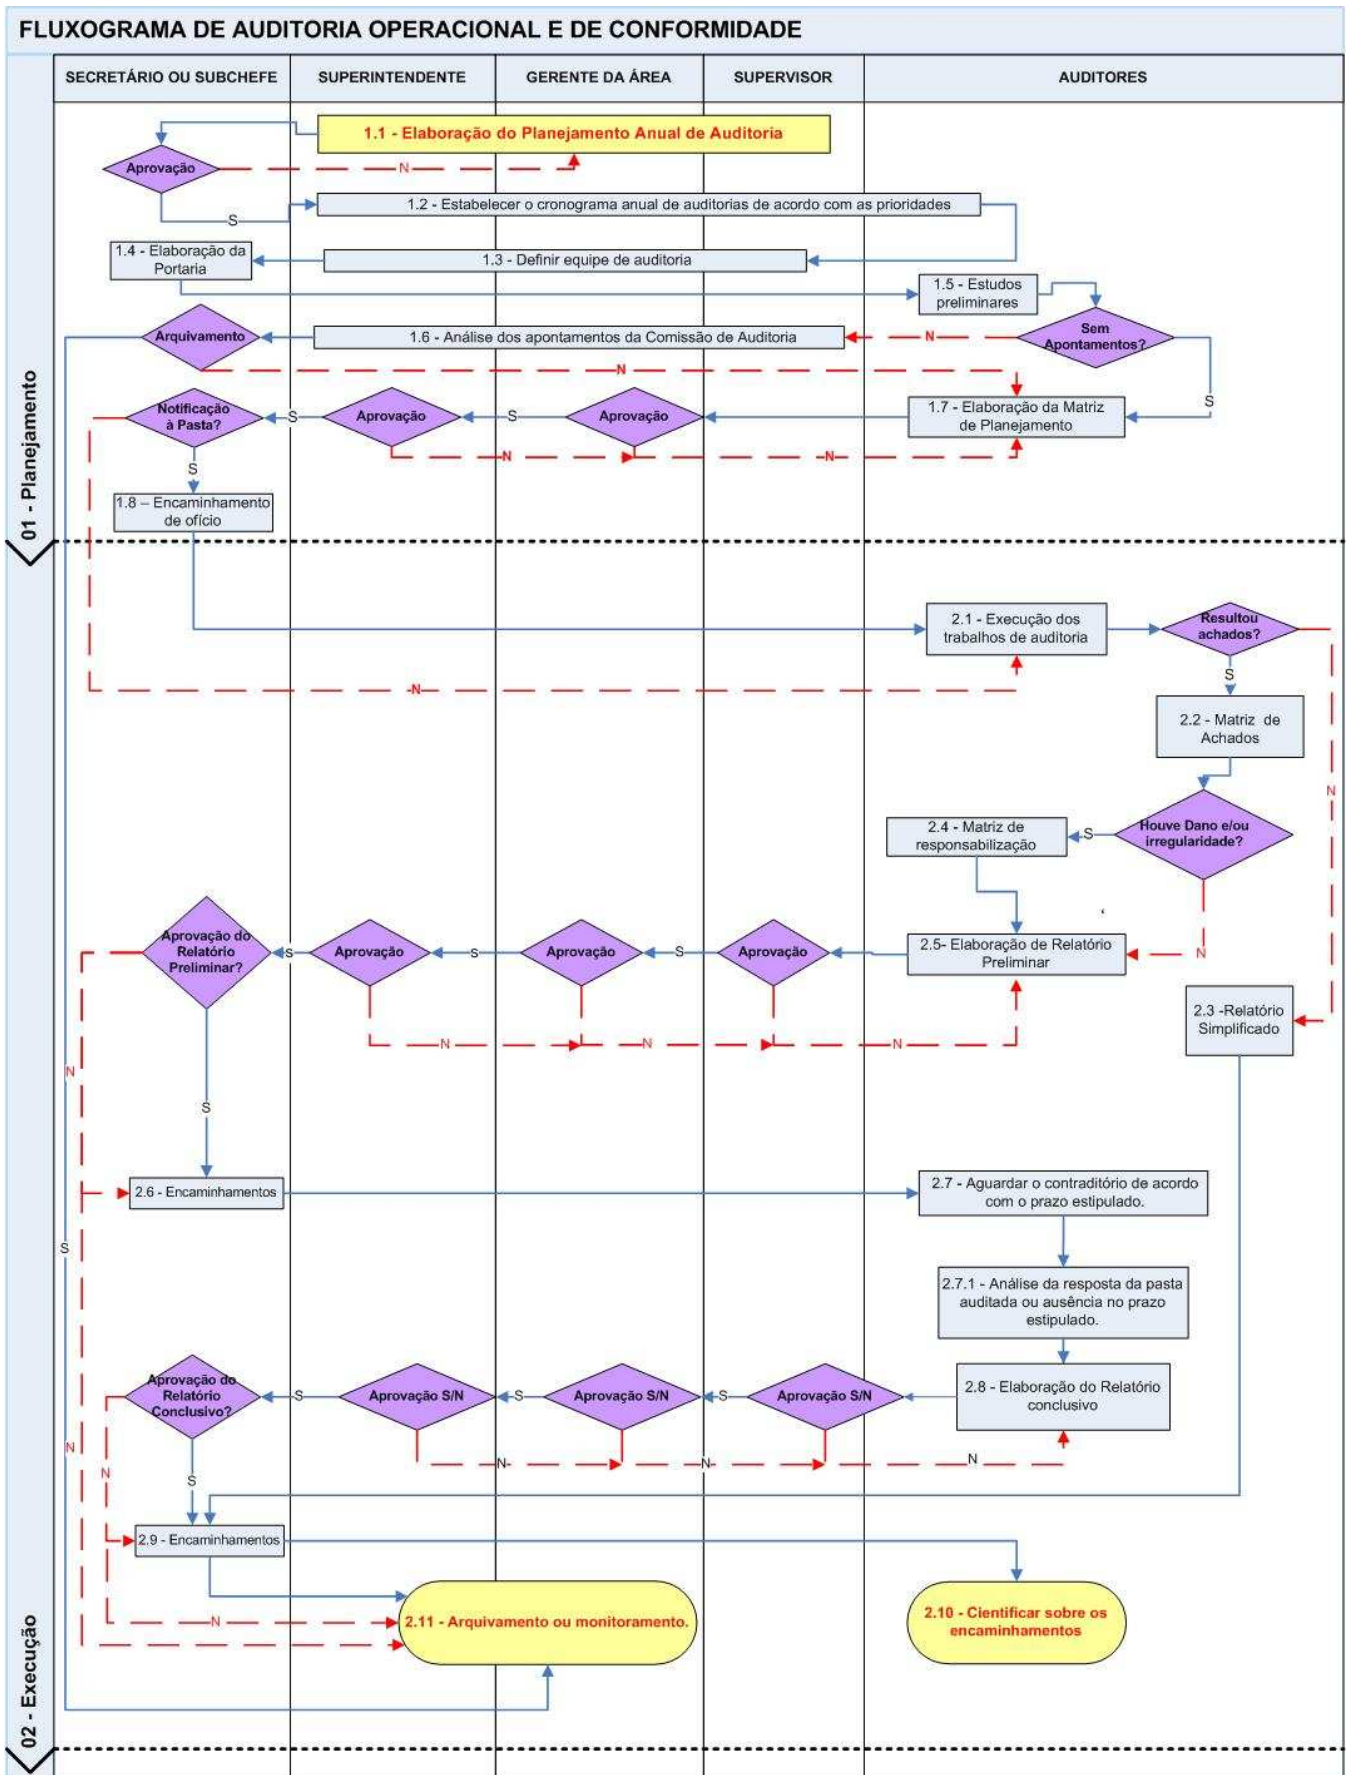 FLUXOGRAMA DE AUDITORIA OPERACIONAL E DE CONFORMIDADE
SECRETÁRIO OU SUBCHEFE
SUPERINTENDENTE
GERENTE DA ÁREA
SUPERVISOR
AUDITORES
01 - Planejamento
1.1 - Elaboração do Planejamento Anual de Auditoria
Aprovação
N
S
1.2 - Estabelecer o cronograma anual de auditorias de acordo com as prioridades
1.4 - Elaboração da
Portaria
1.3 - Definir equipe de auditoria
1.5 - Estudos
preliminares
Arquivamento
1.6 - Análise dos apontamentos da Comissão de Auditoria
N
Sem
Apontamentos?
N
S
Notificação
à Pasta?
S
Aprovação
S
Aprovação
1.7 - Elaboração da Matriz
de Planejamento
N
N
S
1.8 – Encaminhamento
de ofício
02 - Execução
2.1 - Execução dos
trabalhos de auditoria
Resultou
achados?
N
S
2.2 - Matriz de
Achados
N
2.4 - Matriz de
responsabilização
S
Houve Dano e/ou
irregularidade?
Aprovação do
Relatório
Preliminar?
S
Aprovação
S
Aprovação
S
Aprovação
2.5- Elaboração de Relatório
Preliminar
N
2.3 -Relatório
Simplificado
N
N
N
N
S
2.6 - Encaminhamentos
2.7 - Aguardar o contraditório de acordo
com o prazo estipulado.
S
2.7.1 - Análise da resposta da pasta
auditada ou ausência no prazo
estipulado.
Aprovação do
Relatório
Conclusivo?
S
Aprovação S/N
S
Aprovação S/N
S
Aprovação S/N
2.8 - Elaboração do Relatório
conclusivo
N
N
N
N
N
S
2.9 - Encaminhamentos
N
2.11 - Arquivamento ou monitoramento.
2.10 - Cientificar sobre os
encaminhamentos